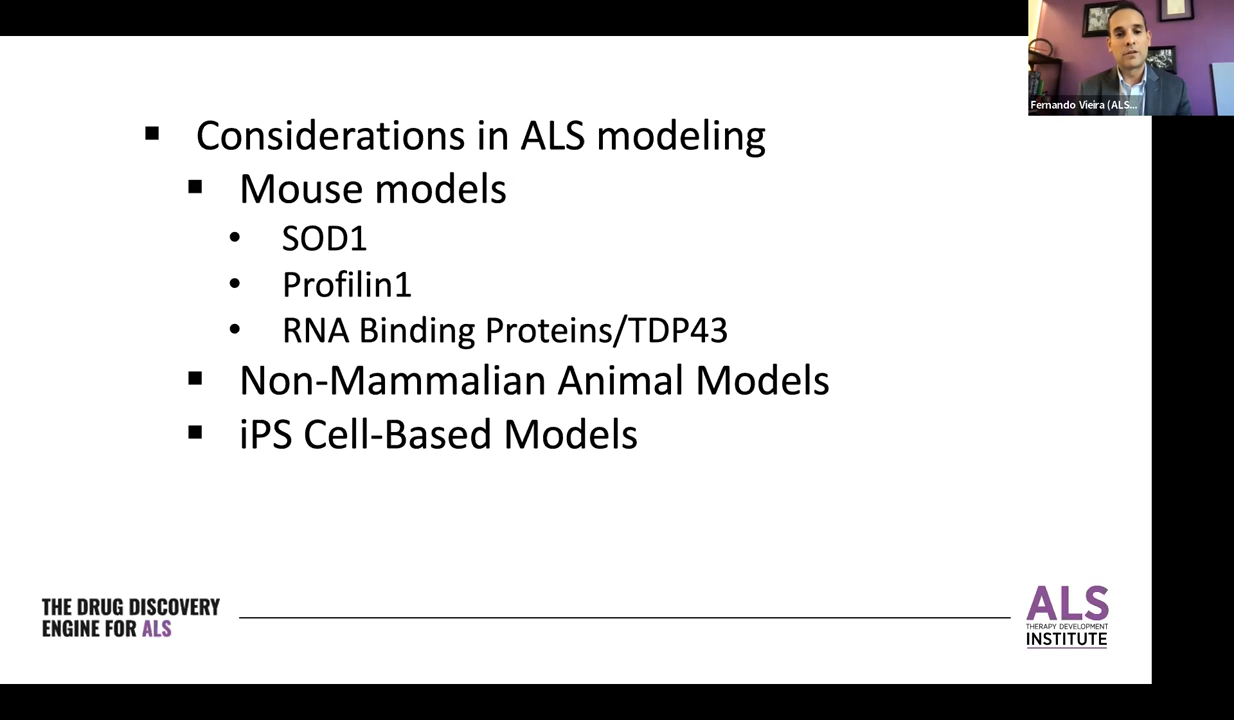 Fernando Vieira (ALS...
Considerations in ALS modeling
Mouse models
SOD1
Profilin1
RNA Binding Proteins/TDP43
Non-Mammalian Animal Models
iPS Cell-Based Models
THE DRUG DISCOVERY
ENGINE FOR ALS
ALS
THERAPY DEVELOPMENT
INSTITUTE